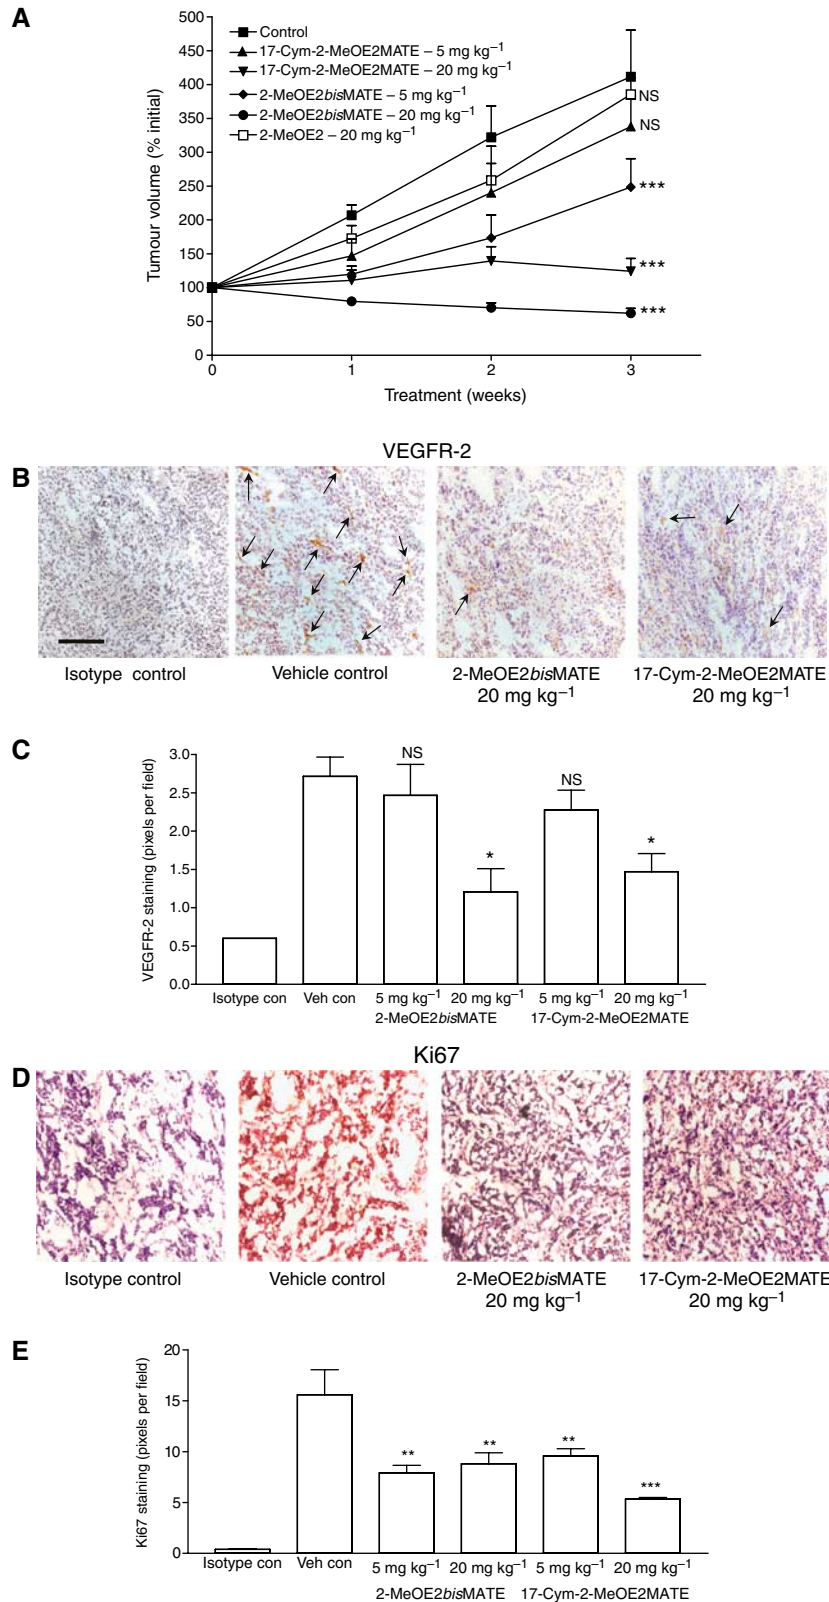 A
Tumour volume (% initial)
500
450
400
350
300
250
200
150
100
50
0
Control
17-Cym-2-MeOE2MATE – 5 mg kg⁻¹
17-Cym-2-MeOE2MATE – 20 mg kg⁻¹
2-MeOE2bisMATE – 5 mg kg⁻¹
2-MeOE2bisMATE – 20 mg kg⁻¹
2-MeOE2 – 20 mg kg⁻¹
NS
NS
***
***
***
0 1 2 3
Treatment (weeks)
VEGFR-2
B
Isotype control Vehicle control 2-MeOE2bisMATE 17-Cym-2-MeOE2MATE
20 mg kg⁻¹ 20 mg kg⁻¹
C
VEGFR-2 staining (pixels per field)
3.0
2.5
2.0
1.5
1.0
0.5
0.0
NS
*
NS
*
Isotype con Veh con 5 mg kg⁻¹ 20 mg kg⁻¹ 5 mg kg⁻¹ 20 mg kg⁻¹
2-MeOE2bisMATE 17-Cym-2-MeOE2MATE
Ki67
D
Isotype control Vehicle control 2-MeOE2bisMATE 17-Cym-2-MeOE2MATE
20 mg kg⁻¹ 20 mg kg⁻¹
E
Ki67 staining (pixels per field)
20
15
10
5
0
**
**
**
***
Isotype con Veh con 5 mg kg⁻¹ 20 mg kg⁻¹ 5 mg kg⁻¹ 20 mg kg⁻¹
2-MeOE2bisMATE 17-Cym-2-MeOE2MATE